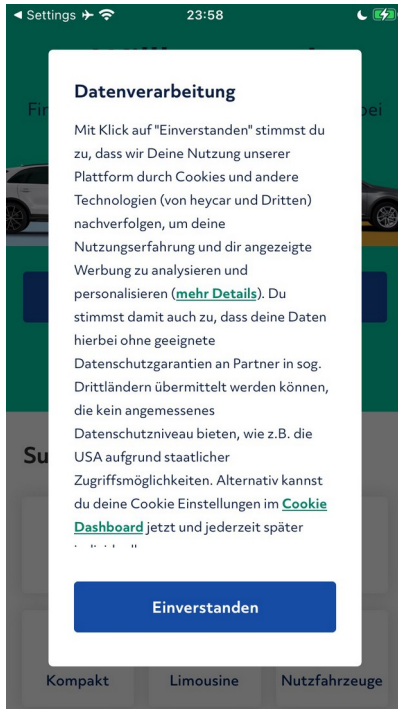 Settings
23:58
Datenverarbeitung
Mit Klick auf "Einverstanden" stimmst du
zu, dass wir Deine Nutzung unserer
Plattform durch Cookies und andere
Technologien (von heycar und Dritten)
nachverfolgen, um deine
Nutzungserfahrung und dir angezeigte
Werbung zu analysieren und
personalisieren (mehr Details). Du
stimmst damit auch zu, dass deine Daten
hierbei ohne geeignete
Datenschutzgarantien an Partner in sog.
Drittländern übermittelt werden können,
die kein angemessenes
Datenschutzniveau bieten, wie z.B. die
USA aufgrund staatlicher
Zugriffsmöglichkeiten. Alternativ kannst
du deine Cookie Einstellungen im Cookie
Dashboard jetzt und jederzeit später
Einverstanden
Kompakt Limousine Nutzfahrzeuge